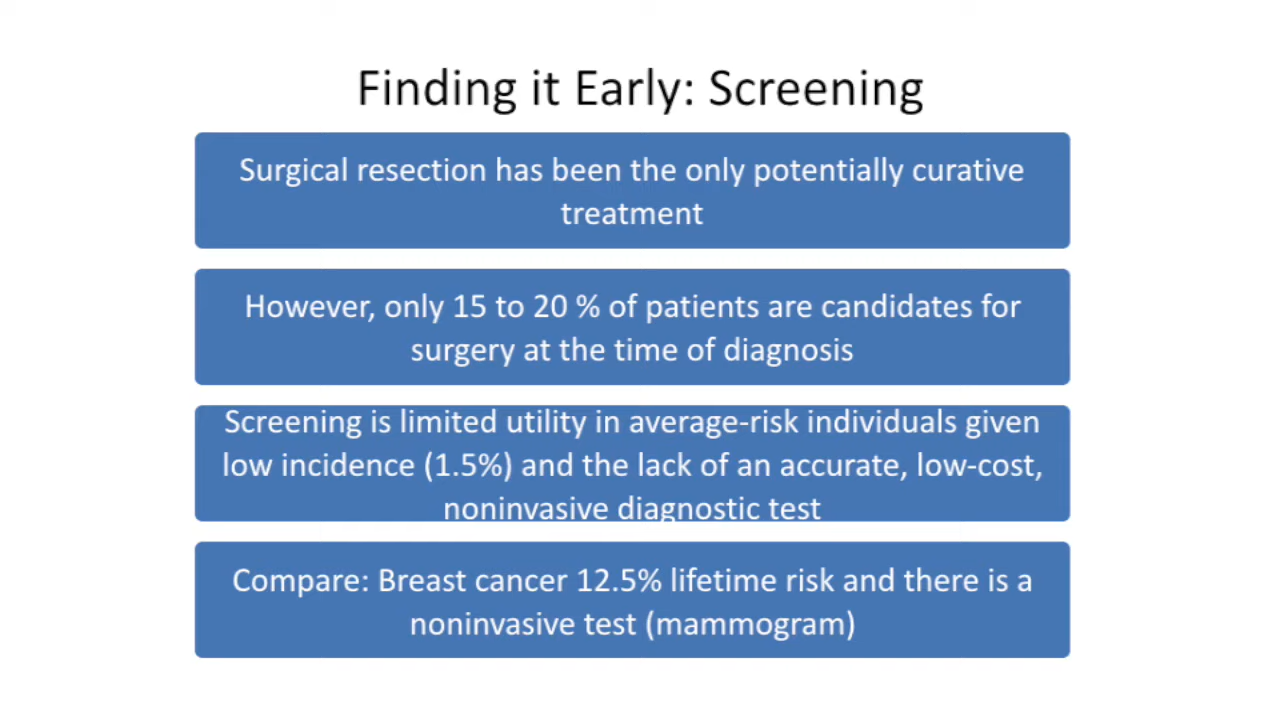 Finding it Early: Screening
Surgical resection has been the only potentially curative
treatment
However, only 15 to 20 % of patients are candidates for
surgery at the time of diagnosis
Screening is limited utility in average-risk individuals given
low incidence (1.5%) and the lack of an accurate, low-cost,
noninvasive diagnostic test
Compare: Breast cancer 12.5% lifetime risk and there is a
noninvasive test (mammogram)